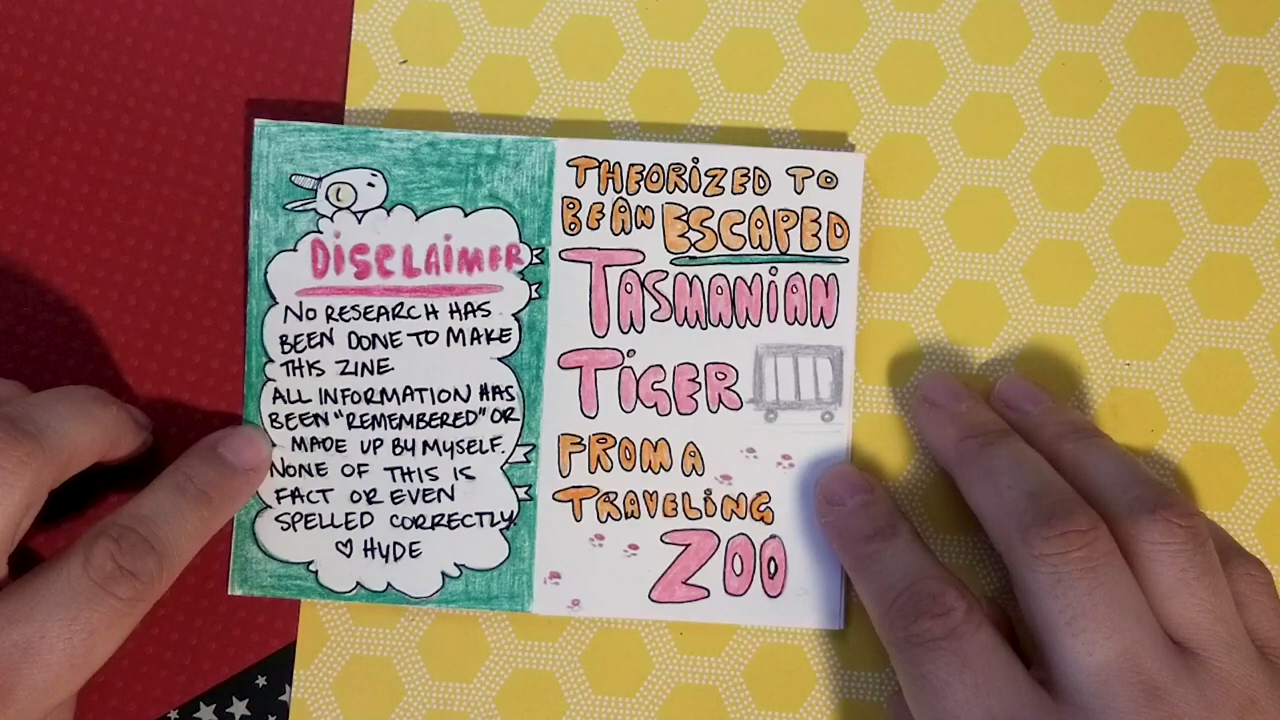 DISCLAIMER
NO RESEARCH HAS
BEEN DONE TO MAKE
THIS ZINE
ALL INFORMATION HAS
BEEN "REMEMBERED" OR
MADE UP BY MYSELF.
NONE OF THIS IS
FACT OR EVEN
SPELLED CORRECTLY.
♡ HYDE
THEORIZED TO
BE AN ESCAPED
TASMANIAN
TIGER
FROM A
TRAVELING
ZOO